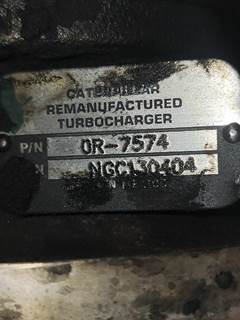 CATERPILLAR
REMANUFACTURED
TURBOCHARGER
P/N 0R-7574
NGC130404